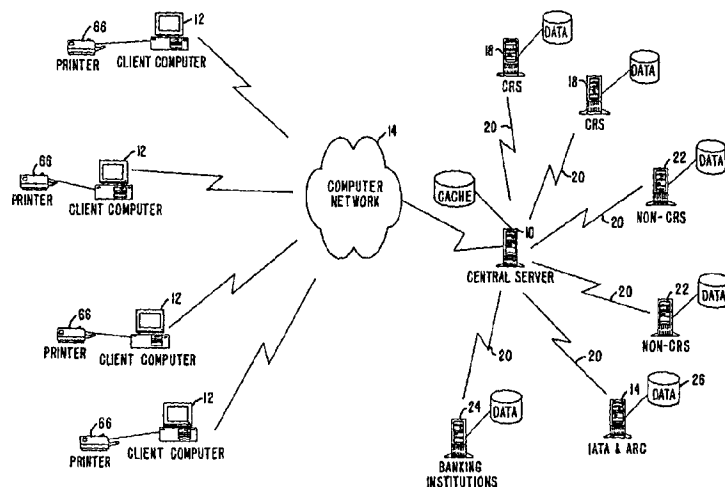 66
12
PRINTER
CLIENT COMPUTER
66
12
PRINTER
CLIENT COMPUTER
66
12
PRINTER
CLIENT COMPUTER
66
12
PRINTER
CLIENT COMPUTER
14
COMPUTER
NETWORK
CACHE
10
CENTRAL SERVER
18
DATA
CRS
20
18
DATA
CRS
20
22
DATA
NON-CRS
20
22
DATA
NON-CRS
20
14
DATA
26
IATA & ARC
20
24
DATA
BANKING
INSTITUTIONS
20